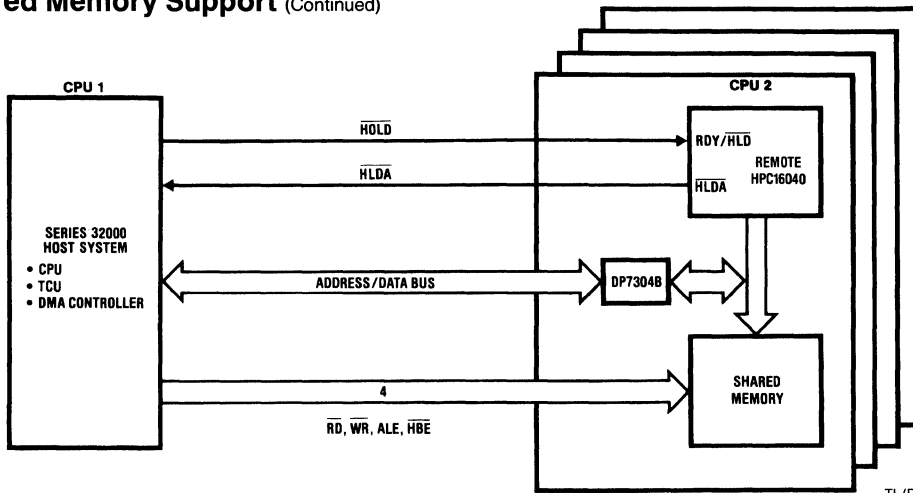 ed Memory Support (Continued)
CPU 1
CPU 2
HOLD
RDY/HLD
REMOTE
HPC16040
HLDA
HLDA
SERIES 32000
HOST SYSTEM
• CPU
• TCU
• DMA CONTROLLER
ADDRESS/DATA BUS
DP7304B
4
SHARED
MEMORY
RD, WR, ALE, HBE